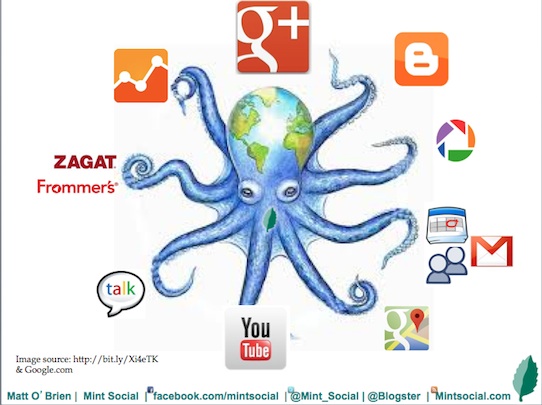 g+
ZAGAT
Frommer's®
talk
You
Tube
g
Image source: http://bit.ly/Xi4eTK
& Google.com
Matt O' Brien | Mint Social | facebook.com/mintsocial | @Mint_Social | @Blogster | Mintsocial.com